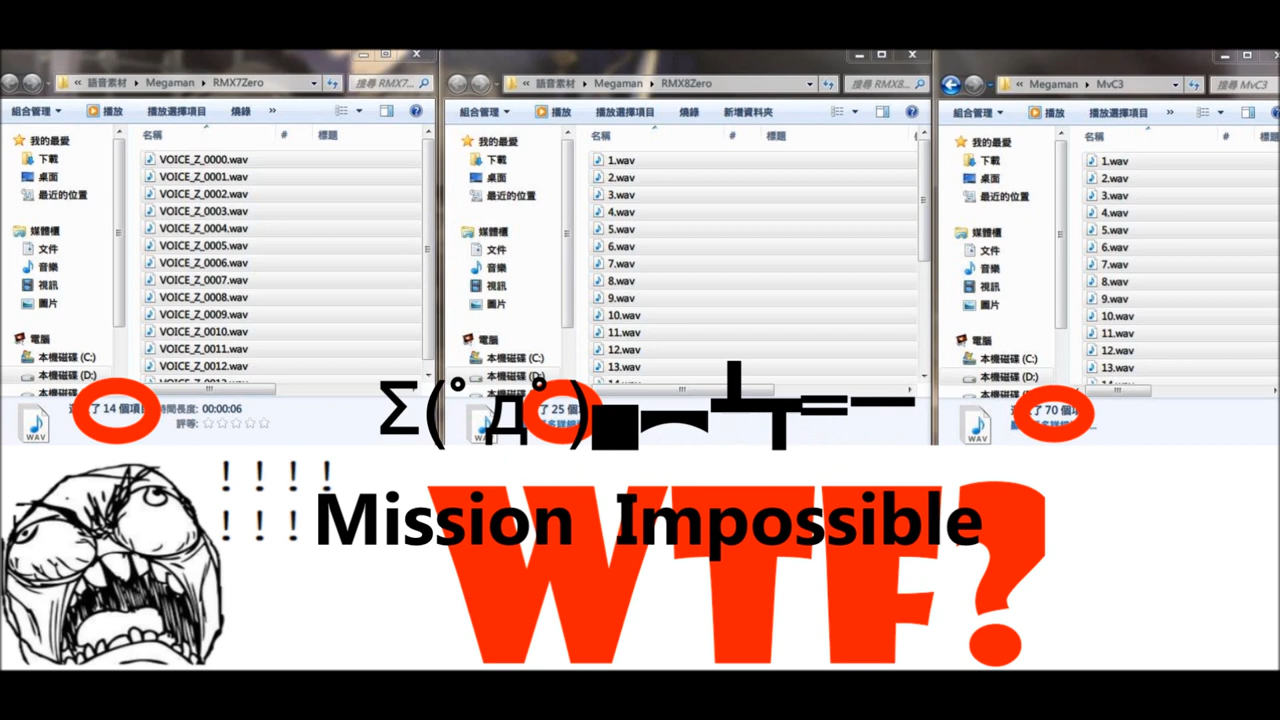 « 語音素材 ▸ Megaman ▸ RMX7Zero
搜尋 RMX7...
組合管理 播放 播放選擇項目 燒錄 »
名稱 # 標題
我的最愛
下載
桌面
最近的位置
媒體櫃
文件
音樂
視訊
圖片
電腦
本機磁碟 (C:)
本機磁碟 (D:)
VOICE_Z_0000.wav
VOICE_Z_0001.wav
VOICE_Z_0002.wav
VOICE_Z_0003.wav
VOICE_Z_0004.wav
VOICE_Z_0005.wav
VOICE_Z_0006.wav
VOICE_Z_0007.wav
VOICE_Z_0008.wav
VOICE_Z_0009.wav
VOICE_Z_0010.wav
VOICE_Z_0011.wav
VOICE_Z_0012.wav
了 14 個項 時間長度: 00:00:06
評等: ☆☆☆☆☆
WAV
« 語音素材 ▸ Megaman ▸ RMX8Zero
搜尋 RMX8...
組合管理 播放 播放選擇項目 燒錄 新增資料夾
名稱 # 標題
我的最愛
下載
桌面
最近的位置
媒體櫃
文件
音樂
視訊
圖片
電腦
本機磁碟 (C:)
本機磁碟 (D:)
1.wav
2.wav
3.wav
4.wav
5.wav
6.wav
7.wav
8.wav
9.wav
10.wav
11.wav
12.wav
13.wav
了 25 個
« Megaman ▸ MvC3
搜尋 MvC3
組合管理 播放 播放選擇項目 »
名稱 # 標題
我的最愛
下載
桌面
最近的位置
媒體櫃
文件
音樂
視訊
圖片
電腦
本機磁碟 (C:)
本機磁碟 (D:)
1.wav
2.wav
3.wav
4.wav
5.wav
6.wav
7.wav
8.wav
9.wav
10.wav
11.wav
12.wav
13.wav
了 70 個
WAV
Σ(ﾟдﾟ)▄︻┻┳═一
! ! ! !
! ! !
Mission Impossible
WTF?